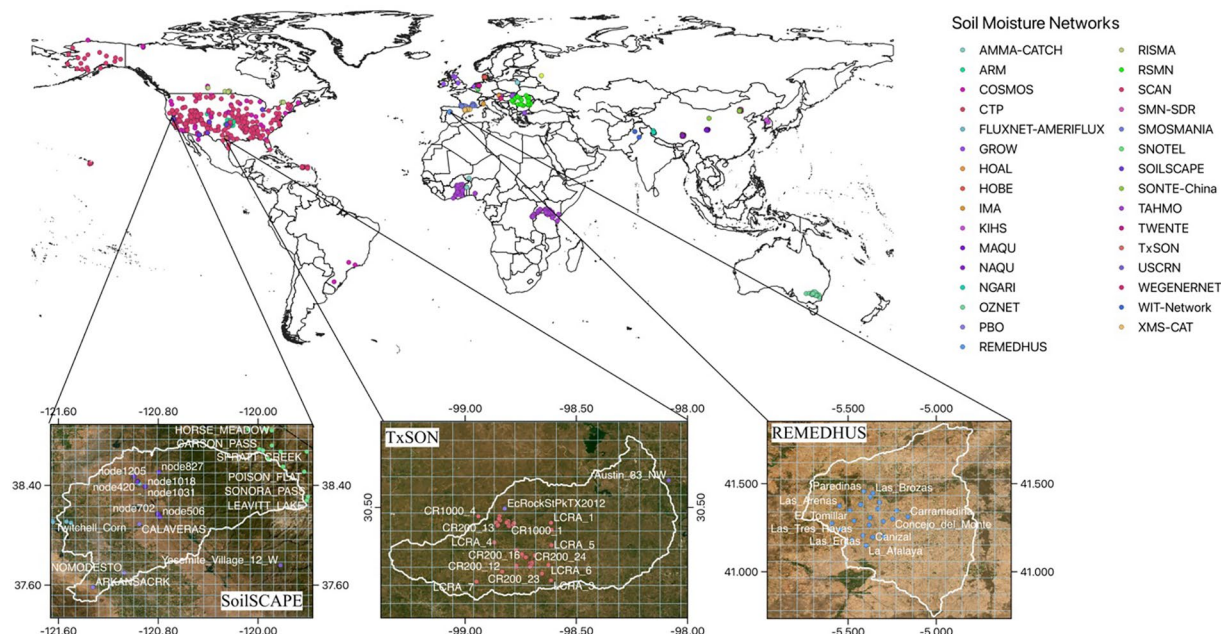 Soil Moisture Networks
AMMA-CATCH
ARM
COSMOS
CTP
FLUXNET-AMERIFLUX
GROW
HOAL
HOBE
IMA
KIHS
MAQU
NAQU
NGARI
OZNET
PBO
REMEDHUS
RISMA
RSMN
SCAN
SMN-SDR
SMOSMANIA
SNOTEL
SOILSCAPE
SONTE-China
TAHMO
TWENTE
TxSON
USCRN
WEGENERNET
WIT-Network
XMS-CAT
-121.60 -120.80 -120.00
HORSE_MEADOW
CARSON_PASS
SPRATT_CREEK
node1205 node827
node420 node1018
node1031
POISON_FLAT
SONORA_PASS
LEAVITT_LAKE
node702 node506
Twitchell_Corn CALAVERAS
Yosemite_Village_12_W
NOMODESTO
ARKANSACRK
SoilSCAPE
38.40 38.40
37.60 37.60
-121.60 -120.80 -120.00
-99.00 -98.50 -98.00
TxSON
Austin_33_NW
EcRockStPkTX2012
CR1000_4 LCRA_1
CR200_13 CR1000_1
LCRA_4 LCRA_5
CR200_16 CR200_24
CR200_12 LCRA_6
CR200_23
LCRA_7
30.50 30.50
-99.00 -98.50 -98.00
-5.500 -5.000
REMEDHUS
Paredinas Las_Brozas
Las_Arenas
El_Tomillar Carramedina
Las_Tres_Rayas Concejo_del_Monte
Las_Eritas Canizal
La_Atalaya
41.500 41.500
41.000 41.000
-5.500 -5.000